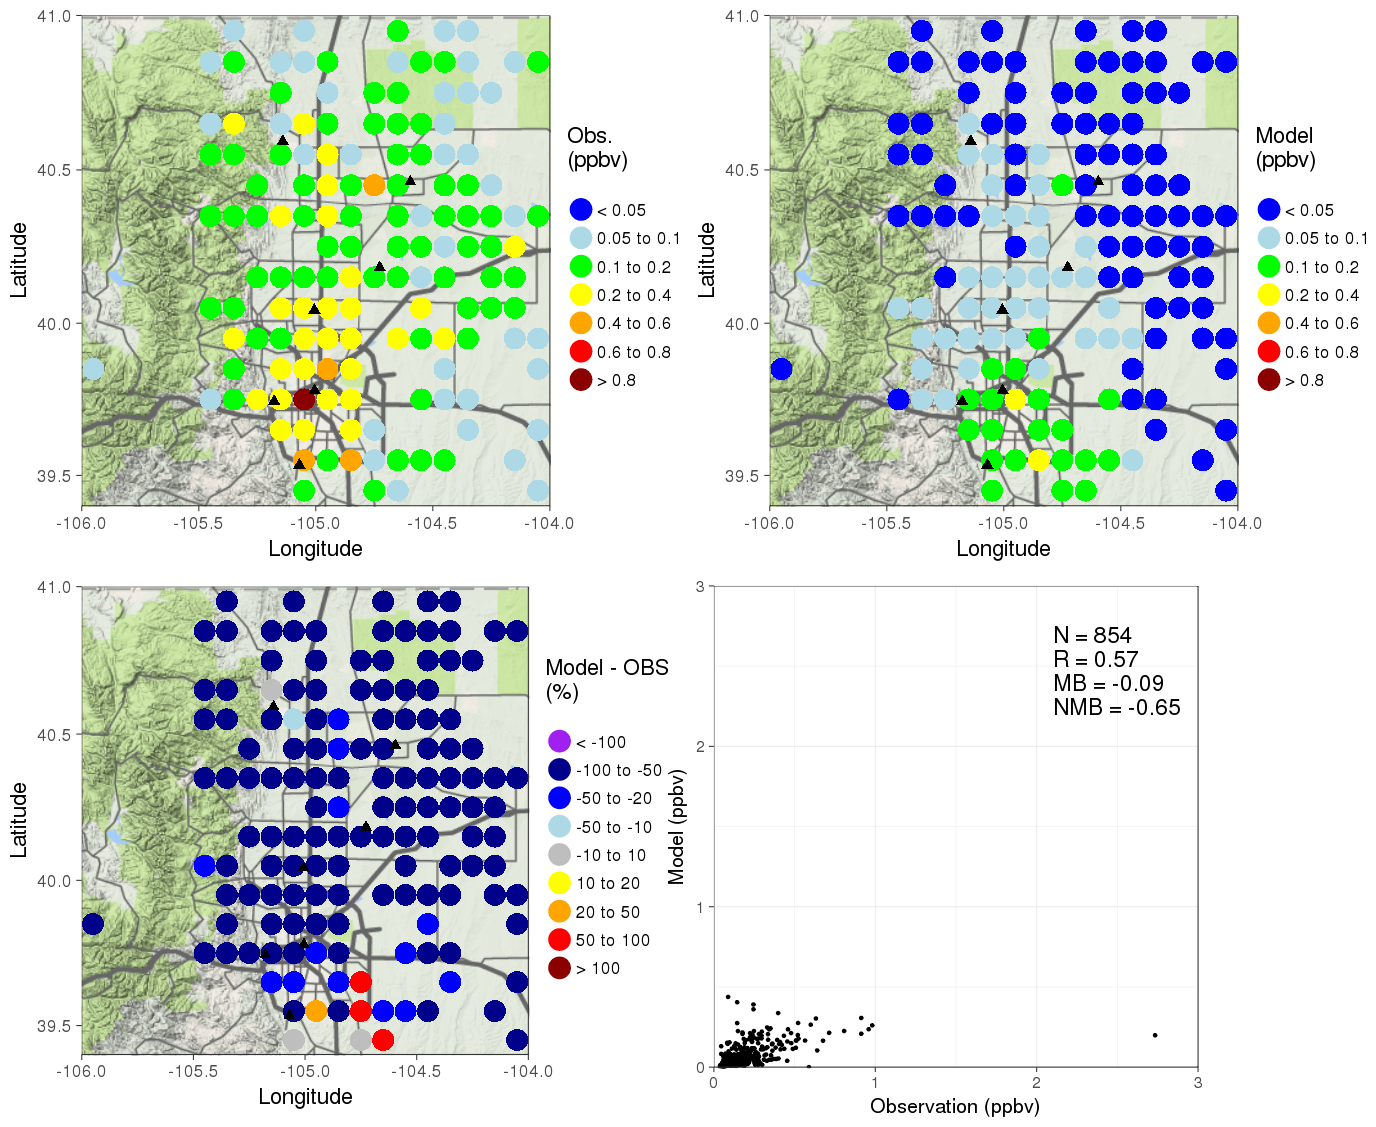 41.0
40.5
40.0
39.5
-106.0
-105.5
-105.0
-104.5
-104.0
Latitude
Longitude
Obs.
(ppbv)
< 0.05
0.05 to 0.1
0.1 to 0.2
0.2 to 0.4
0.4 to 0.6
0.6 to 0.8
> 0.8
41.0
40.5
40.0
39.5
-106.0
-105.5
-105.0
-104.5
-104.0
Latitude
Longitude
Model
(ppbv)
< 0.05
0.05 to 0.1
0.1 to 0.2
0.2 to 0.4
0.4 to 0.6
0.6 to 0.8
> 0.8
41.0
40.5
40.0
39.5
-106.0
-105.5
-105.0
-104.5
-104.0
Latitude
Longitude
Model - OBS
(%)
< -100
-100 to -50
-50 to -20
-50 to -10
-10 to 10
10 to 20
20 to 50
50 to 100
> 100
3
2
1
0
0
1
2
3
Model (ppbv)
Observation (ppbv)
N = 854
R = 0.57
MB = -0.09
NMB = -0.65